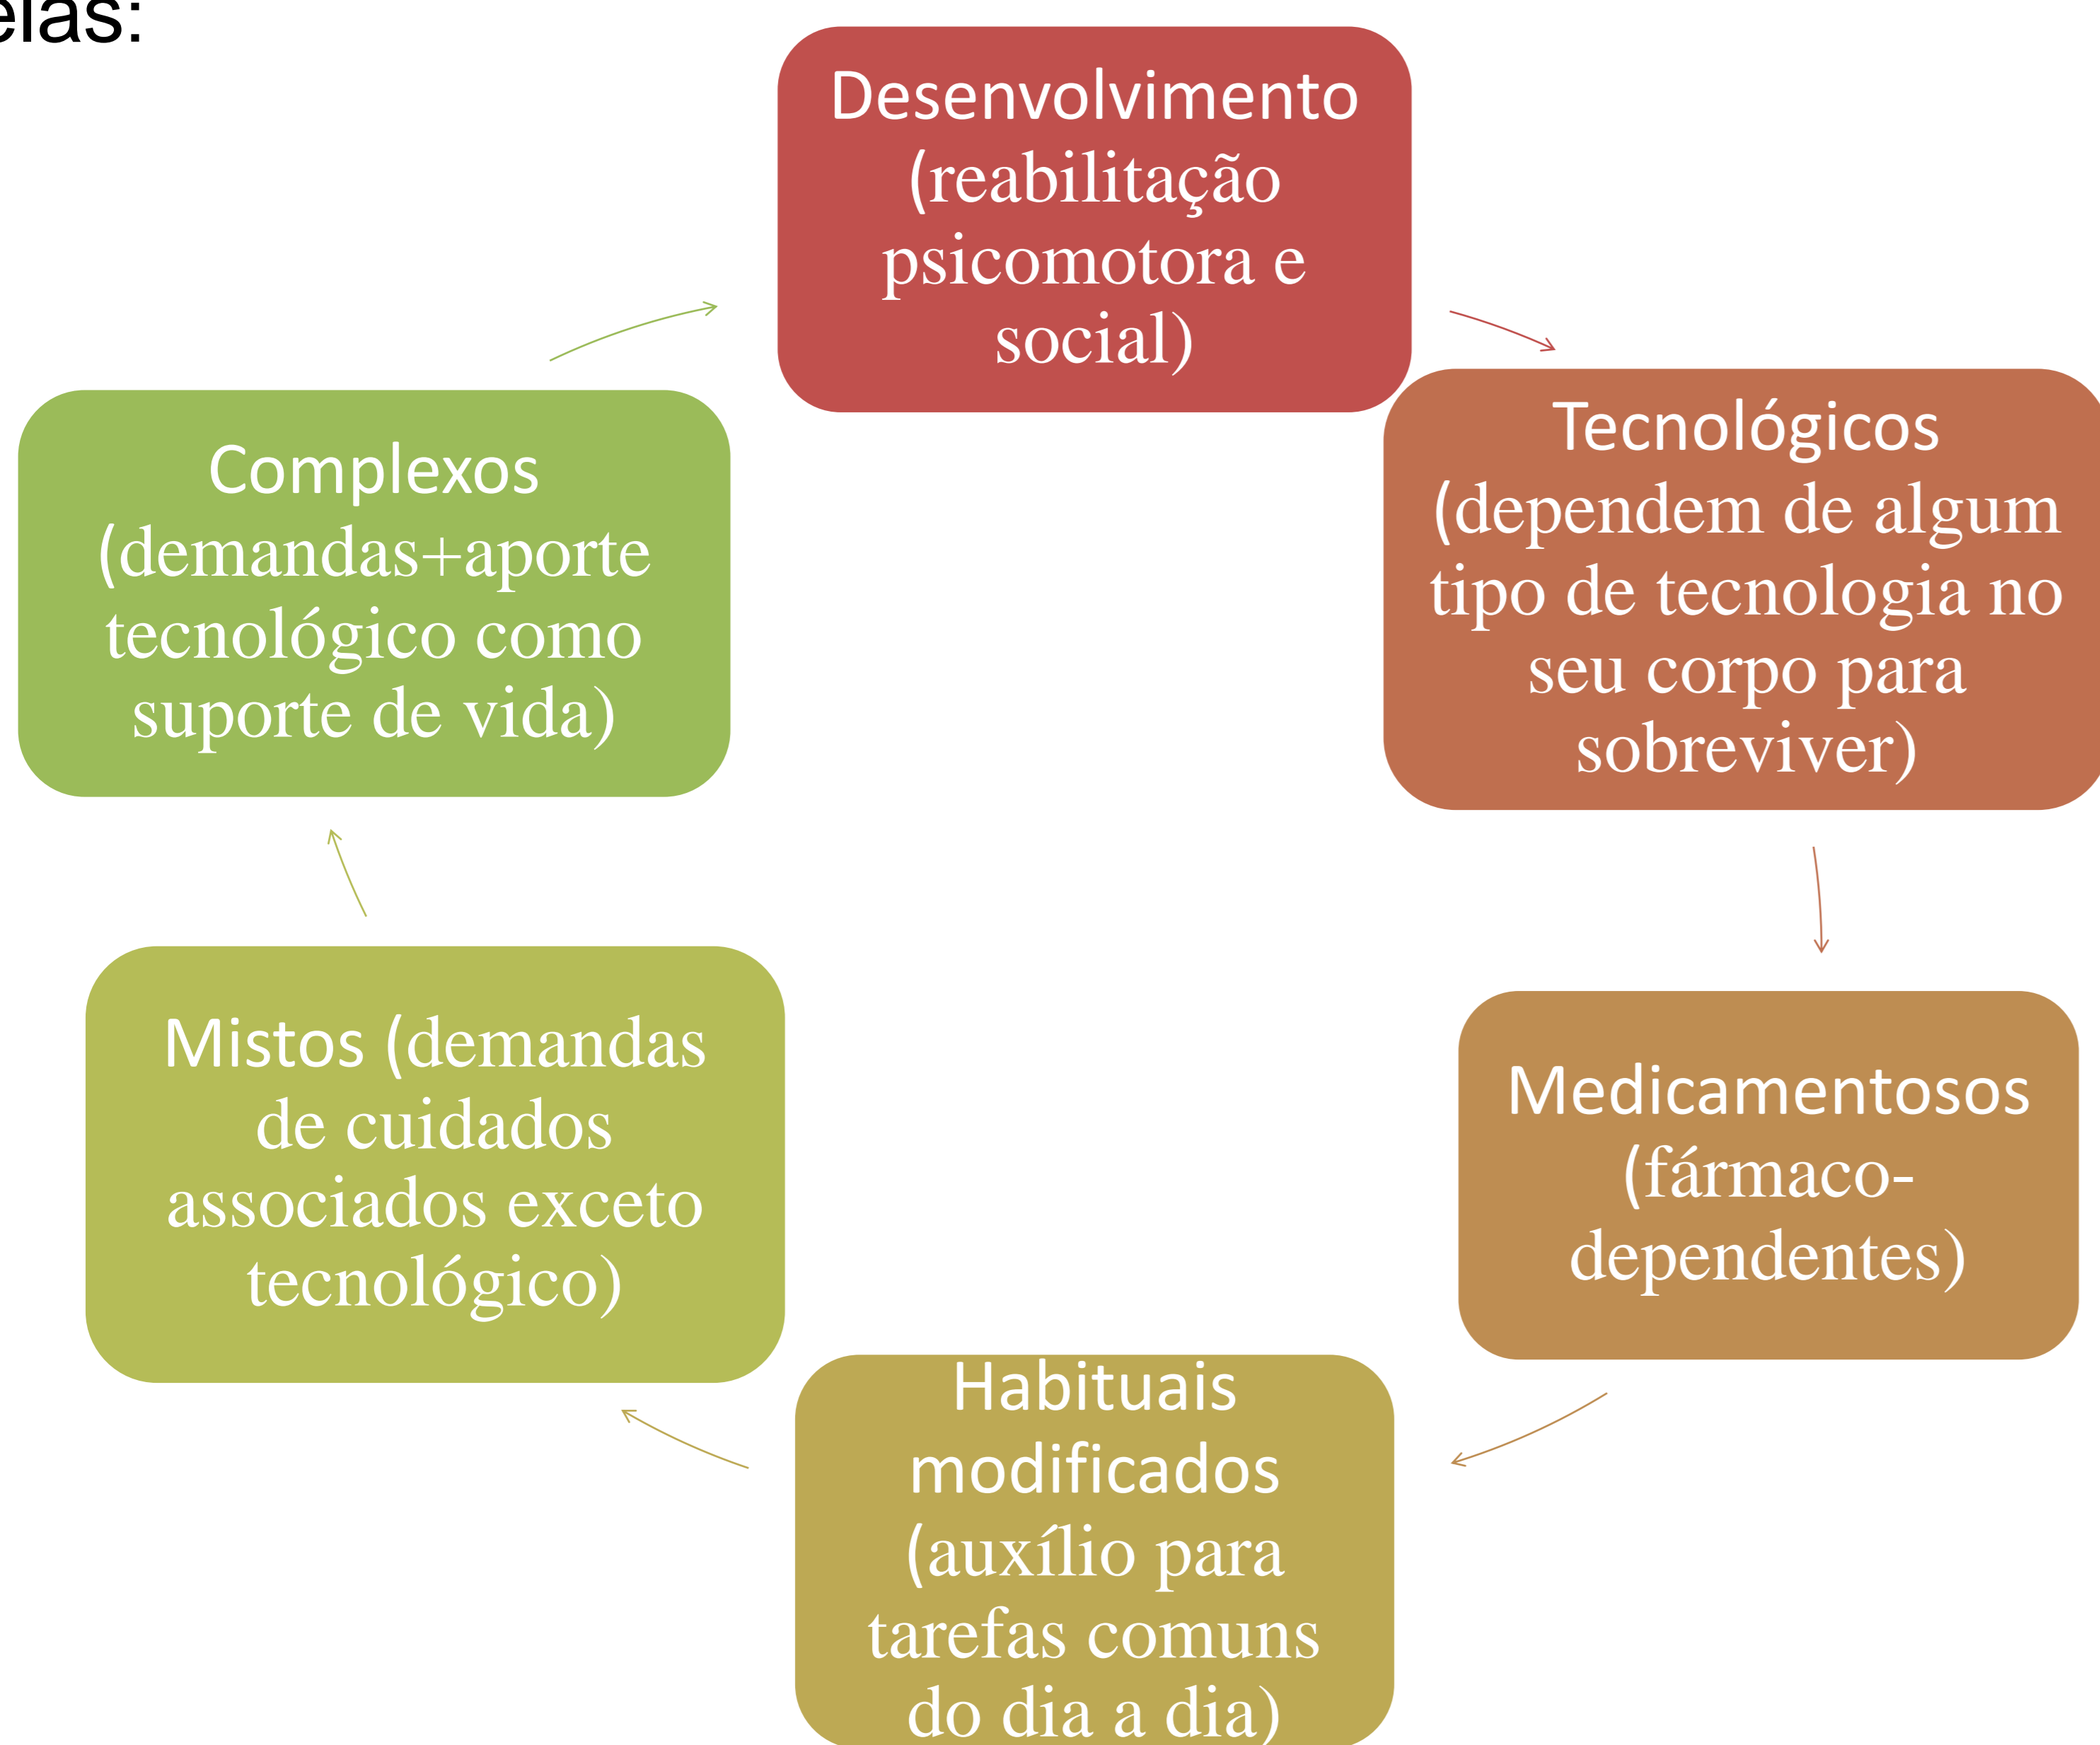 elas:
Desenvolvimento
(reabilitação
psicomotora e
social)
Tecnológicos
(dependem de algum
tipo de tecnologia no
seu corpo para
sobreviver)
Medicamentosos
(fármaco-
dependentes)
Habituais
modificados
(auxílio para
tarefas comuns
do dia a dia)
Mistos (demandas
de cuidados
associados exceto
tecnológico)
Complexos
(demandas+aporte
tecnológico como
suporte de vida)